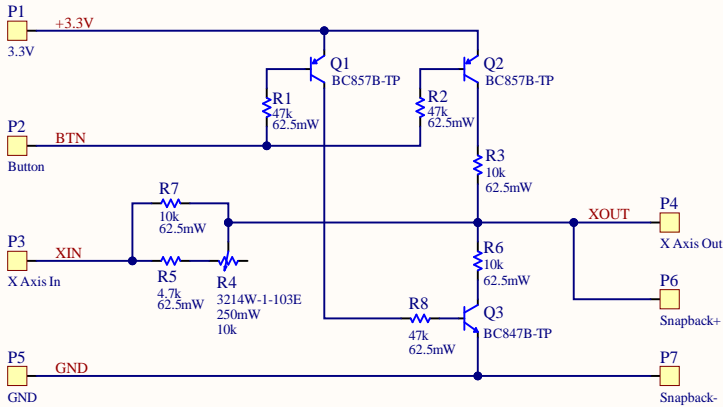 P1
+3.3V
3.3V
Q1
BC857B-TP
Q2
BC857B-TP
R1
47k
62.5mW
R2
47k
62.5mW
P2
BTN
Button
R3
10k
62.5mW
R7
10k
62.5mW
P4
XOUT
X Axis Out
P3
XIN
X Axis In
R5
4.7k
62.5mW
R4
3214W-1-103E
250mW
10k
R6
10k
62.5mW
P6
Snapback+
R8
47k
62.5mW
Q3
BC847B-TP
P5
GND
GND
P7
Snapback-